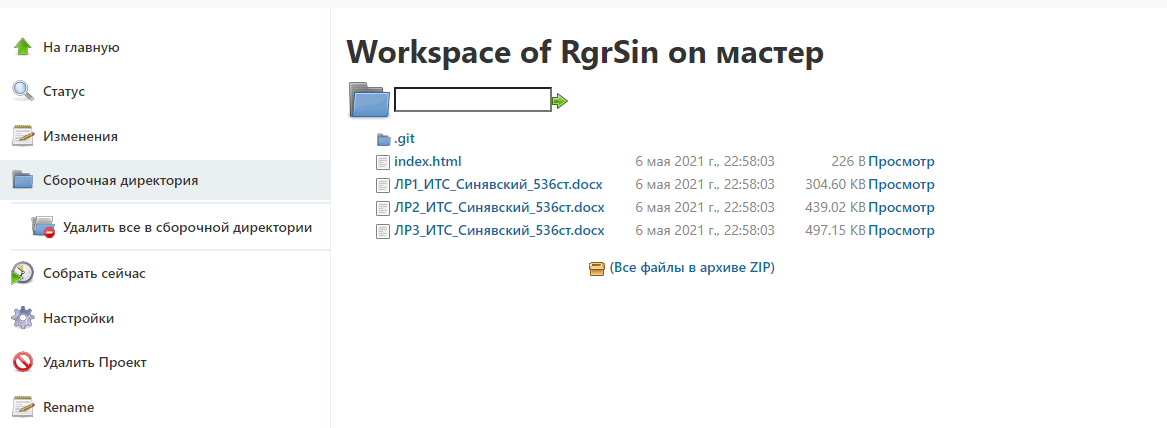 На главную
Статус
Изменения
Сборочная директория
Удалить все в сборочной директории
Собрать сейчас
Настройки
Удалить Проект
Rename
Workspace of RgrSin on мастер
.git
index.html 6 мая 2021 г., 22:58:03 226 B Просмотр
ЛР1_ИТС_Синявский_536ст.docx 6 мая 2021 г., 22:58:03 304.60 KB Просмотр
ЛР2_ИТС_Синявский_536ст.docx 6 мая 2021 г., 22:58:03 439.02 KB Просмотр
ЛР3_ИТС_Синявский_536ст.docx 6 мая 2021 г., 22:58:03 497.15 KB Просмотр
(Все файлы в архиве ZIP)